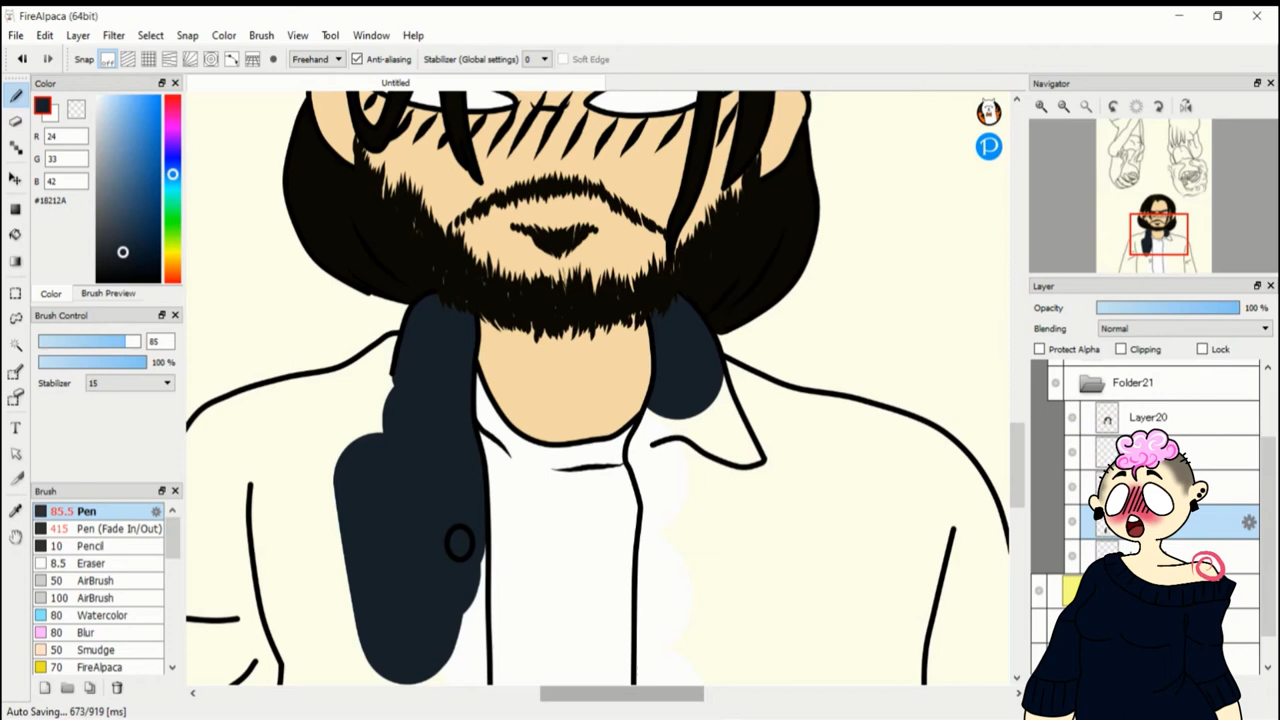 FireAlpaca (64bit)
File Edit Layer Filter Select Snap Color Brush View Tool Window Help
Snap off Freehand Anti-aliasing Stabilizer (Global settings) 0 Soft Edge
Color
Untitled
Navigator
R 24
G 33
B 42
#18212A
Color Brush Preview
Brush Control
85
100 %
Stabilizer 15
Brush
85.5 Pen
415 Pen (Fade In/Out)
10 Pencil
8.5 Eraser
50 AirBrush
100 AirBrush
80 Watercolor
80 Blur
50 Smudge
70 FireAlpaca
Layer
Opacity 100 %
Blending Normal
Protect Alpha Clipping Lock
Folder21
Layer20
Auto Saving... 673/919 [ms]